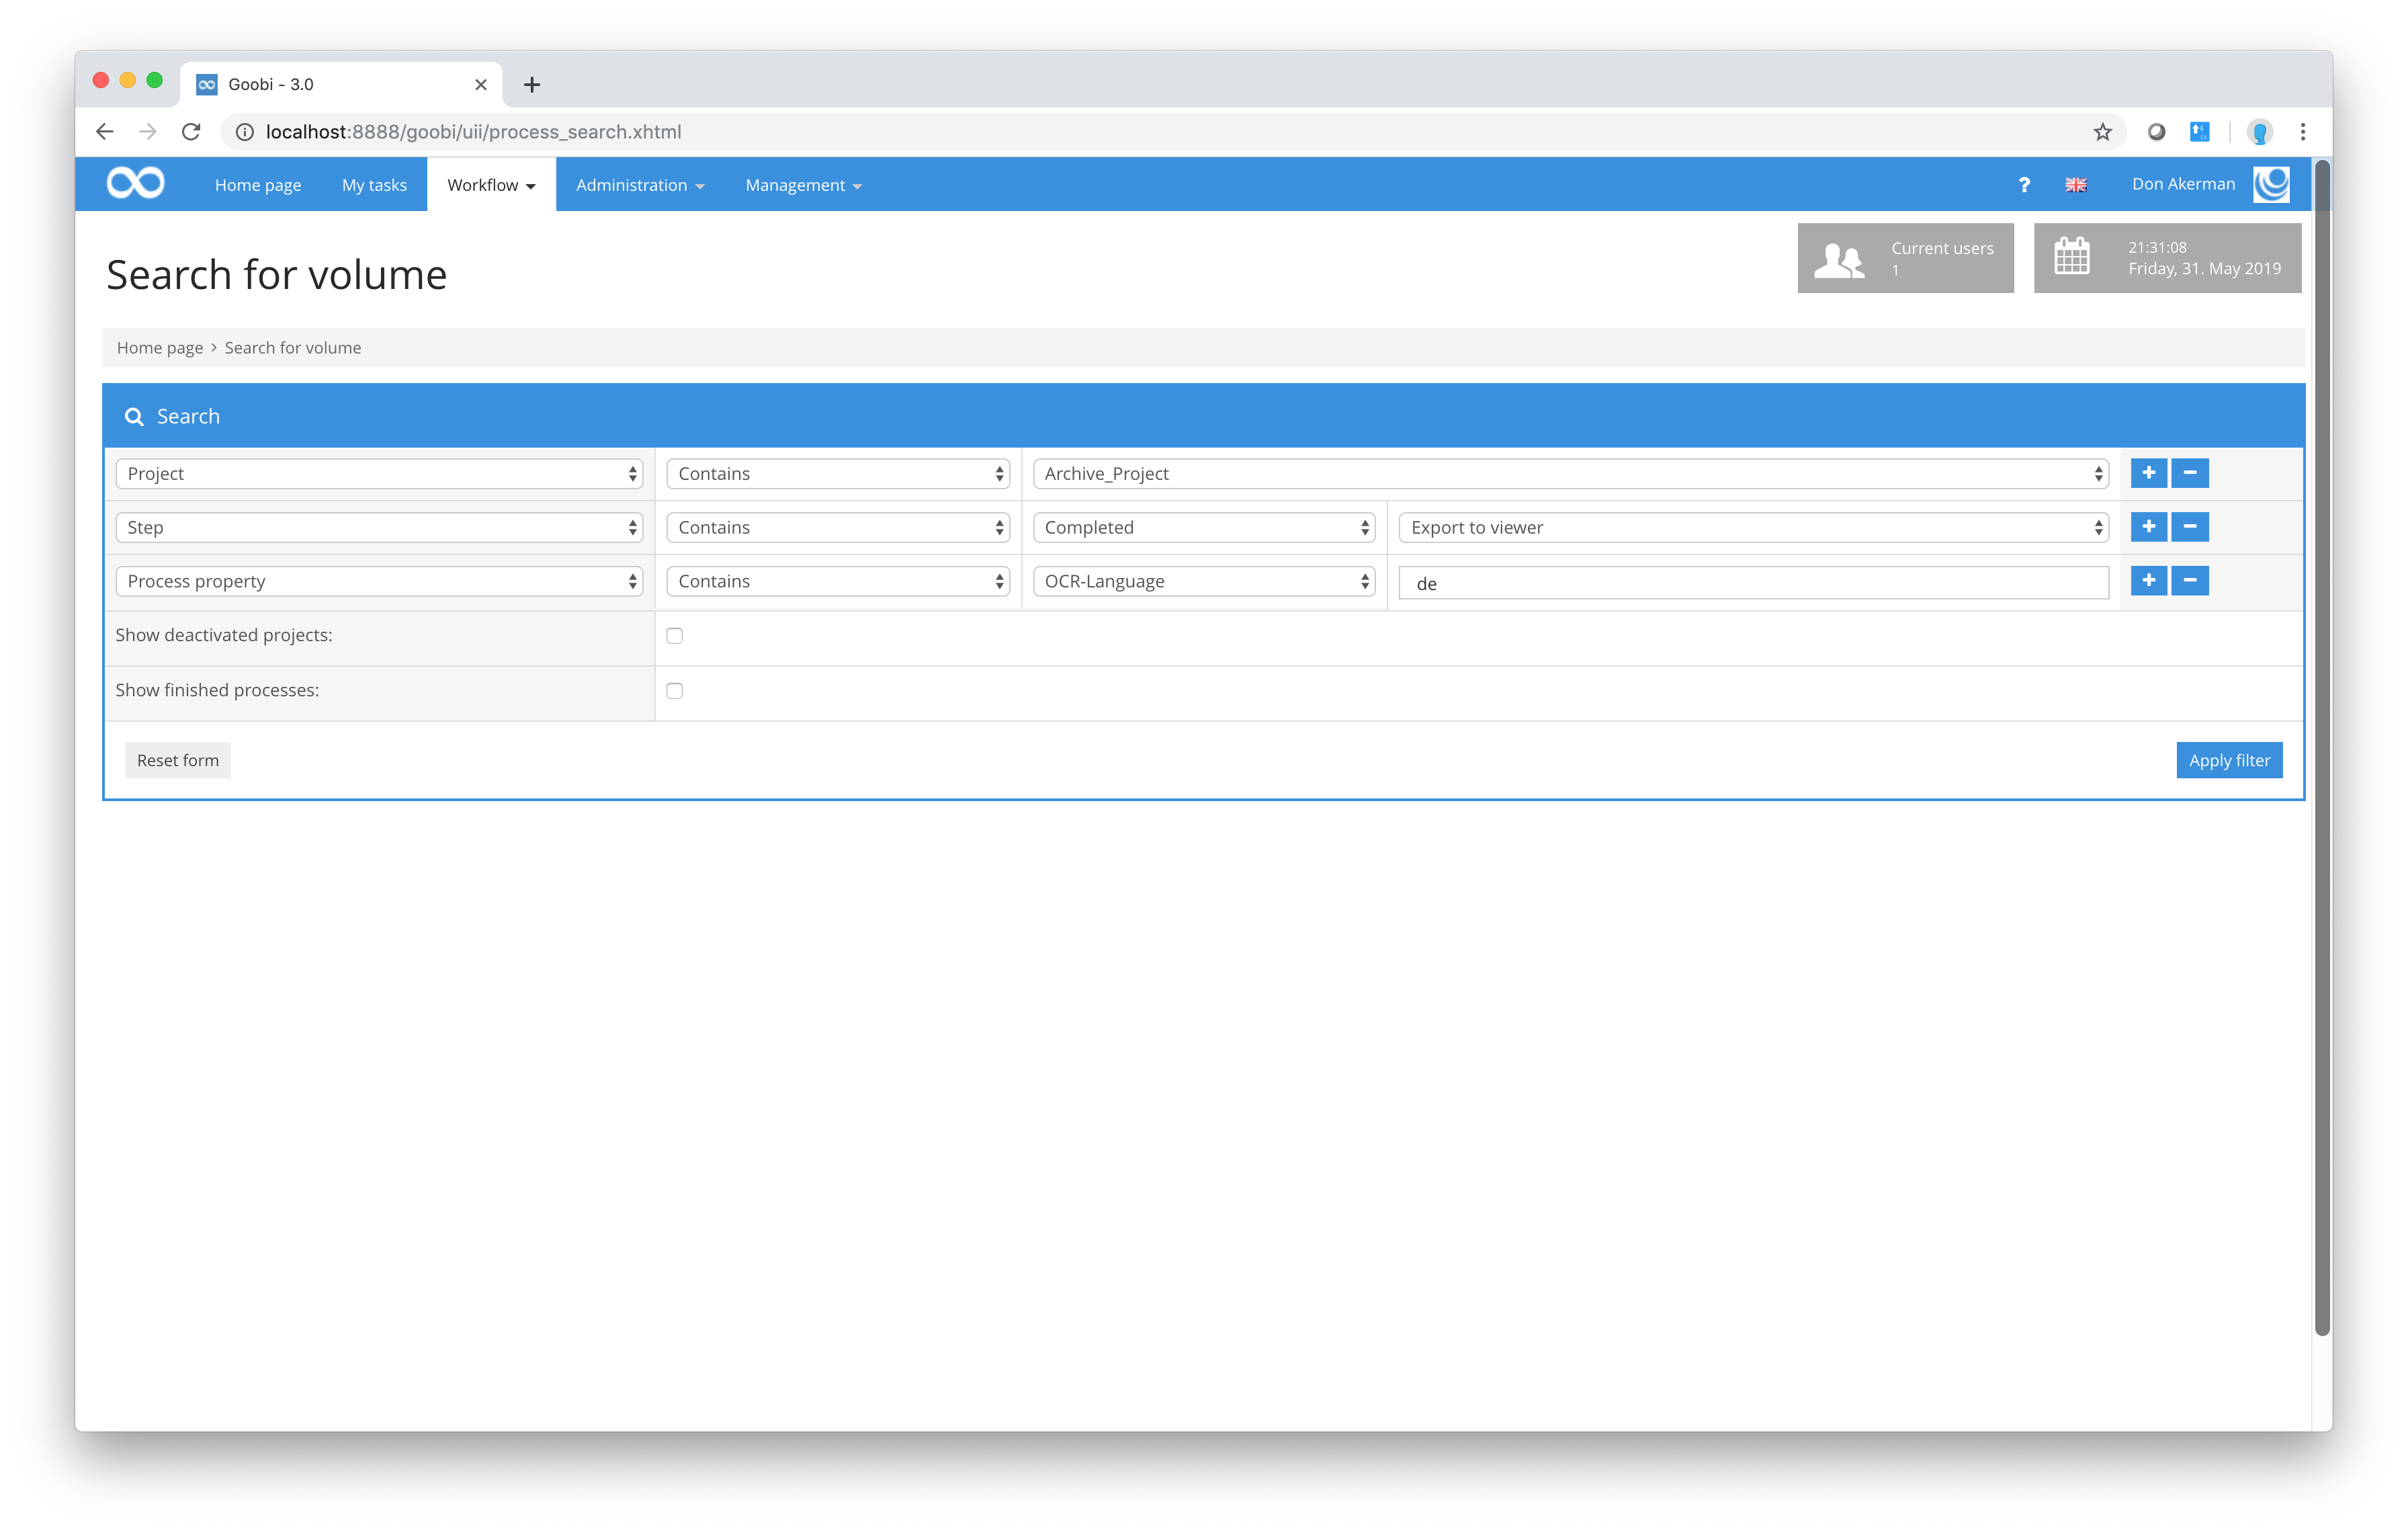 Goobi - 3.0
localhost:8888/goobi/uii/process_search.xhtml
Home page My tasks Workflow Administration Management ? Don Akerman
Search for volume
Current users
1
21:31:08
Friday, 31. May 2019
Home page > Search for volume
Search
Project Contains Archive_Project + −
Step Contains Completed Export to viewer + −
Process property Contains OCR-Language de + −
Show deactivated projects:
Show finished processes:
Reset form Apply filter